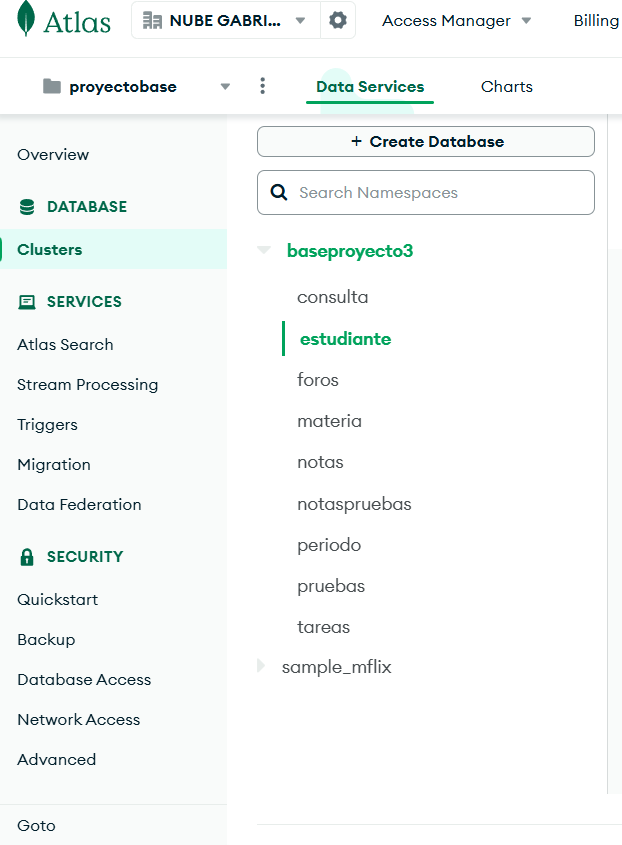 Atlas
NUBE GABRI...
Access Manager
Billing
proyectobase
Data Services
Charts
Overview
DATABASE
Clusters
SERVICES
Atlas Search
Stream Processing
Triggers
Migration
Data Federation
SECURITY
Quickstart
Backup
Database Access
Network Access
Advanced
Goto
+ Create Database
Search Namespaces
baseproyecto3
consulta
estudiante
foros
materia
notas
notaspruebas
periodo
pruebas
tareas
sample_mflix